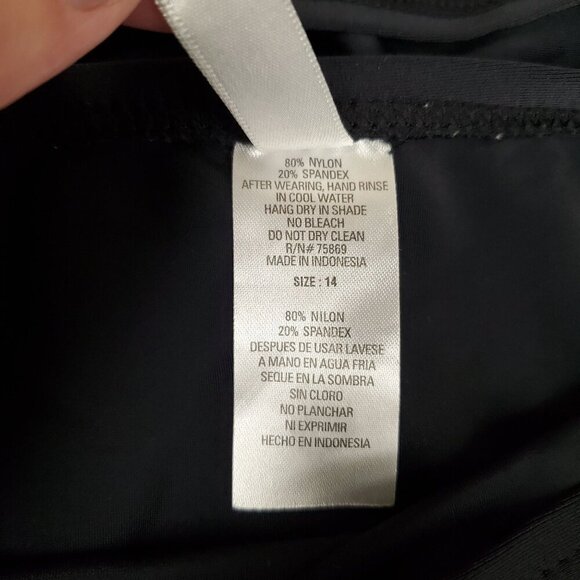 80% NYLON
20% SPANDEX
AFTER WEARING, HAND RINSE
IN COOL WATER
HANG DRY IN SHADE
NO BLEACH
DO NOT DRY CLEAN
R/N# 75869
MADE IN INDONESIA
SIZE : 14
80% NILON
20% SPANDEX
DESPUES DE USAR LAVESE
A MANO EN AGUA FRIA
SEQUE EN LA SOMBRA
SIN CLORO
NO PLANCHAR
NI EXPRIMIR
HECHO EN INDONESIA